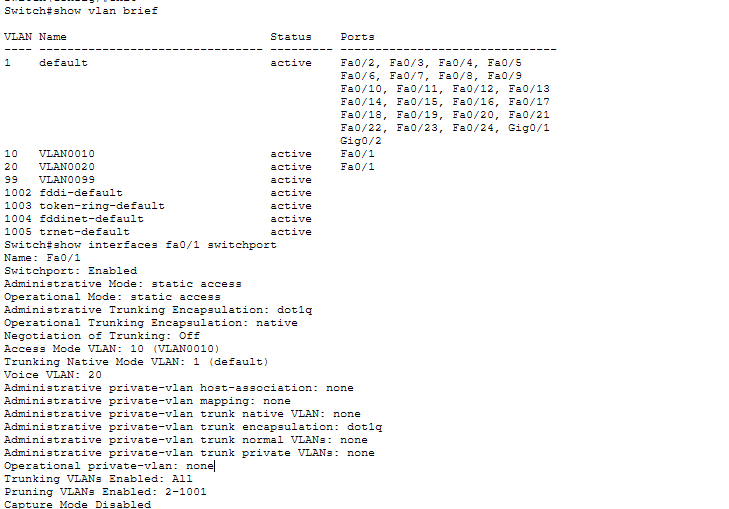 Switch#show vlan brief
VLAN Name                             Status    Ports
---- -------------------------------- --------- -------------------------------
1    default                          active    Fa0/2, Fa0/3, Fa0/4, Fa0/5
                                                Fa0/6, Fa0/7, Fa0/8, Fa0/9
                                                Fa0/10, Fa0/11, Fa0/12, Fa0/13
                                                Fa0/14, Fa0/15, Fa0/16, Fa0/17
                                                Fa0/18, Fa0/19, Fa0/20, Fa0/21
                                                Fa0/22, Fa0/23, Fa0/24, Gig0/1
                                                Gig0/2
10   VLAN0010                         active    Fa0/1
20   VLAN0020                         active    Fa0/1
99   VLAN0099                         active
1002 fddi-default                     active
1003 token-ring-default               active
1004 fddinet-default                  active
1005 trnet-default                    active
Switch#show interfaces fa0/1 switchport
Name: Fa0/1
Switchport: Enabled
Administrative Mode: static access
Operational Mode: static access
Administrative Trunking Encapsulation: dot1q
Operational Trunking Encapsulation: native
Negotiation of Trunking: Off
Access Mode VLAN: 10 (VLAN0010)
Trunking Native Mode VLAN: 1 (default)
Voice VLAN: 20
Administrative private-vlan host-association: none
Administrative private-vlan mapping: none
Administrative private-vlan trunk native VLAN: none
Administrative private-vlan trunk encapsulation: dot1q
Administrative private-vlan trunk normal VLANs: none
Administrative private-vlan trunk private VLANs: none
Operational private-vlan: none
Trunking VLANs Enabled: All
Pruning VLANs Enabled: 2-1001
Capture Mode Disabled